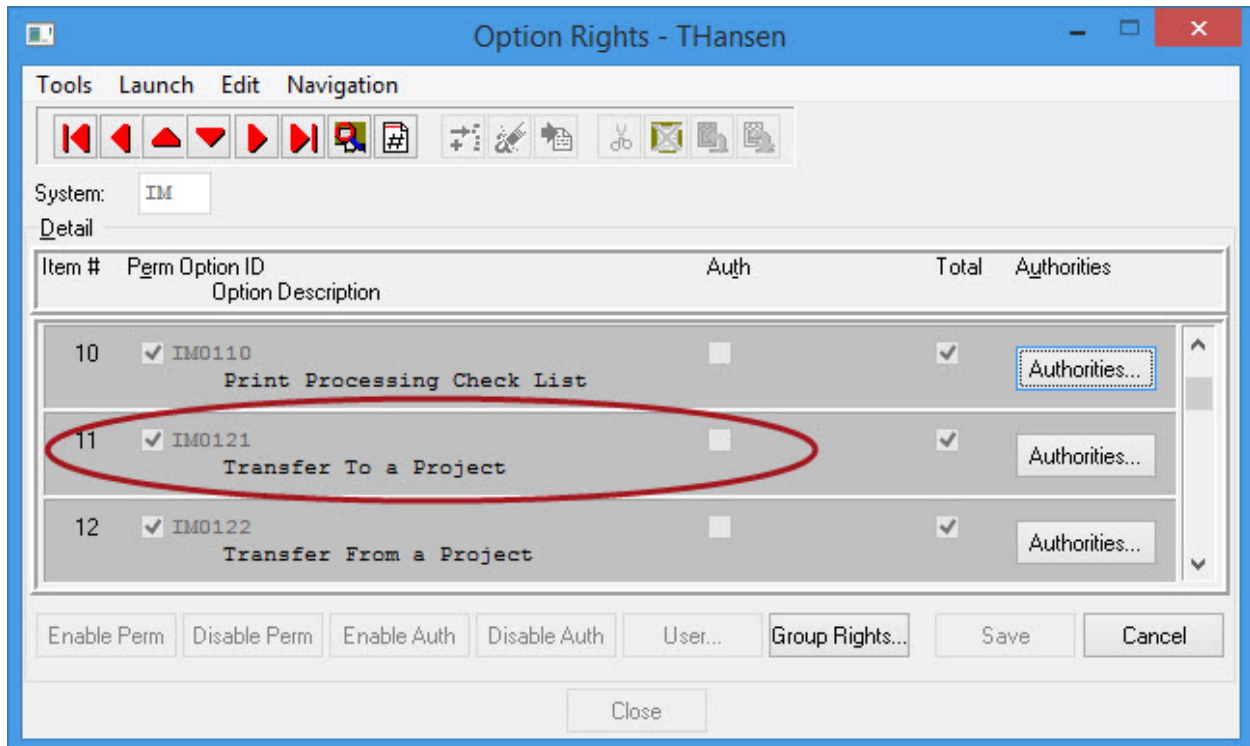 Option Rights - THansen
Tools Launch Edit Navigation
#
System: IM
Detail
Item # Perm Option ID Auth Total Authorities
Option Description
10 IM0110 Authorities...
Print Processing Check List
11 IM0121 Authorities...
Transfer To a Project
12 IM0122 Authorities...
Transfer From a Project
Enable Perm Disable Perm Enable Auth Disable Auth User... Group Rights... Save Cancel
Close